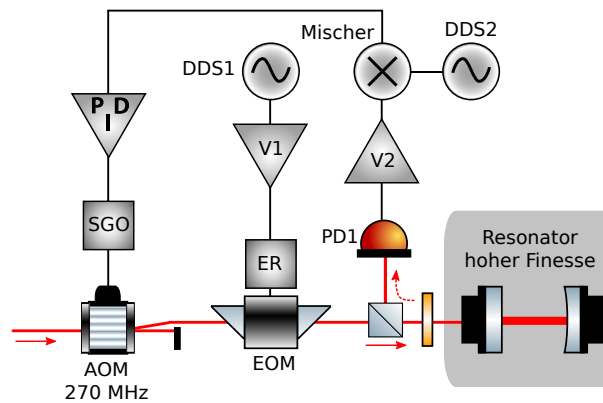 Mischer
DDS2
DDS1
P D
I
V1
V2
SGO
PD1
ER
Resonator
hoher Finesse
AOM
270 MHz
EOM